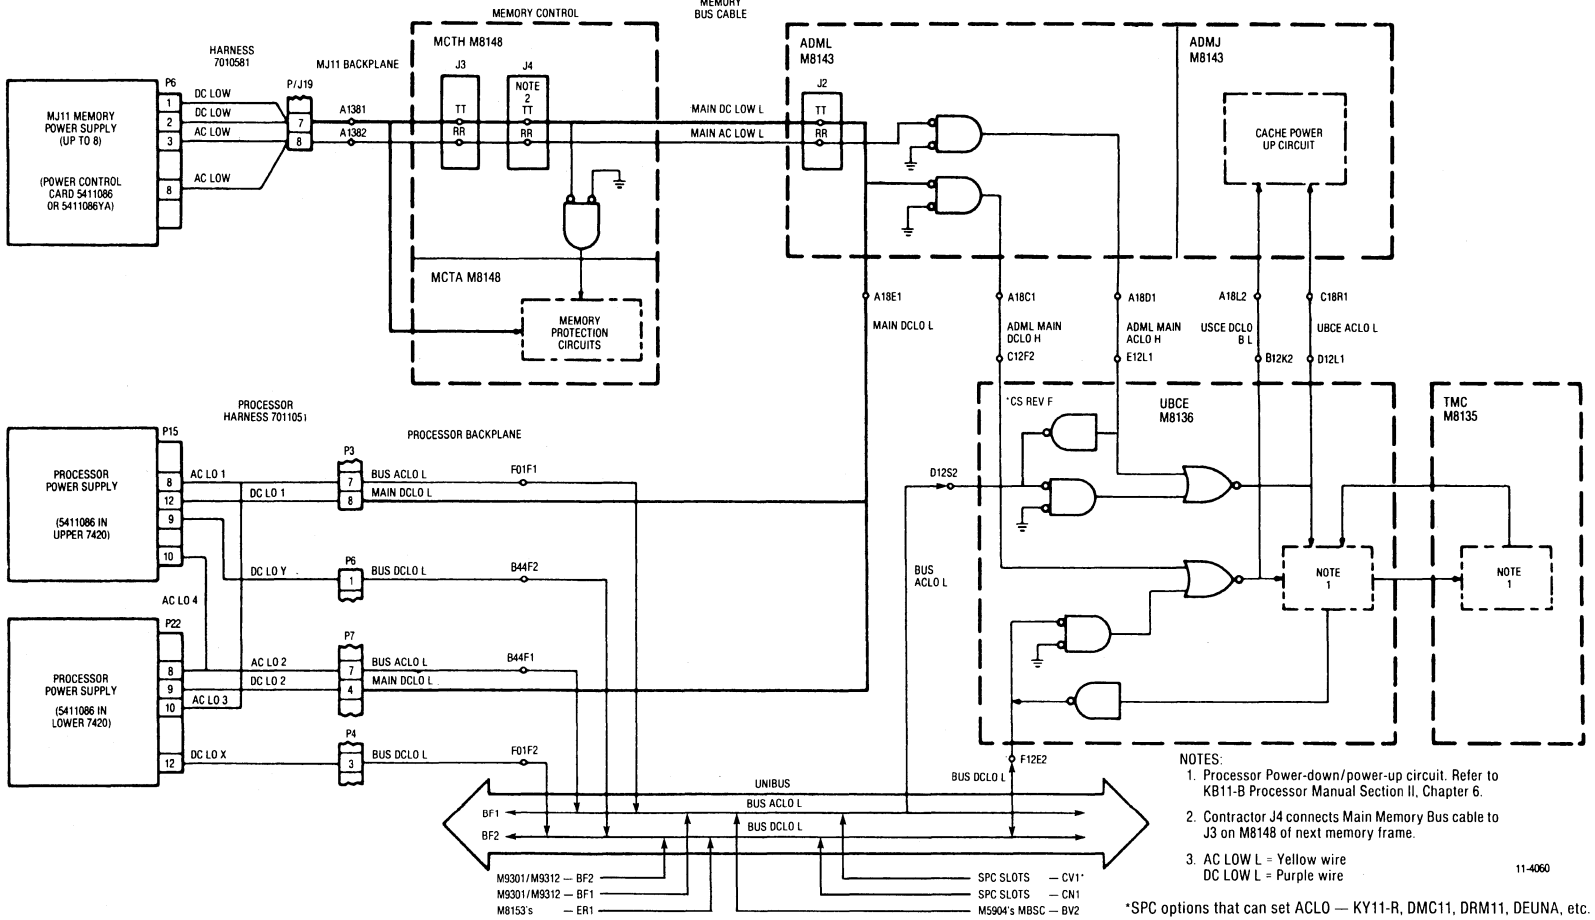 MEMORY CONTROL
MEMORY
BUS CABLE
MCTH M8148
ADML
M8143
ADMJ
M8143
HARNESS
7010581
MJ11 BACKPLANE
P6
P/J19
J3
J4
NOTE
2
J2
DC LOW
DC LOW
AC LOW
AC LOW
1
2
3
8
7
8
A1381
A1382
TT
RR
TT
RR
MAIN DC LOW L
MAIN AC LOW L
TT
RR
MJ11 MEMORY
POWER SUPPLY
(UP TO 8)
(POWER CONTROL
CARD 5411086
OR 5411086YA)
CACHE POWER
UP CIRCUIT
MCTA M8148
MEMORY
PROTECTION
CIRCUITS
A18E1
A18C1
A18D1
A18L2
C18R1
MAIN DCLO L
ADML MAIN
DCLO H
ADML MAIN
ACLO H
USCE DCLO
B L
UBCE ACLO L
C12F2
E12L1
B12K2
D12L1
PROCESSOR
HARNESS 7011051
PROCESSOR BACKPLANE
*CS REV F
UBCE
M8136
TMC
M8135
P15
P3
AC LO 1
8
7
BUS ACLO L
F01F1
D12S2
DC LO 1
12
8
MAIN DCLO L
9
10
PROCESSOR
POWER SUPPLY
(5411086 IN
UPPER 7420)
P6
DC LO Y
1
BUS DCLO L
B44F2
BUS
ACLO L
NOTE
1
NOTE
1
AC LO 4
P22
P7
8
AC LO 2
7
BUS ACLO L
B44F1
9
DC LO 2
4
MAIN DCLO L
10
AC LO 3
PROCESSOR
POWER SUPPLY
(5411086 IN
LOWER 7420)
P4
12
DC LO X
3
BUS DCLO L
F01F2
F12E2
BUS DCLO L
UNIBUS
BF1
BUS ACLO L
BF2
BUS DCLO L
M9301/M9312 — BF2
M9301/M9312 — BF1
M8153's — ER1
SPC SLOTS — CV1*
SPC SLOTS — CN1
M5904's MBSC — BV2
NOTES:
1. Processor Power-down/power-up circuit. Refer to
KB11-B Processor Manual Section II, Chapter 6.
2. Contractor J4 connects Main Memory Bus cable to
J3 on M8148 of next memory frame.
3. AC LOW L = Yellow wire
DC LOW L = Purple wire
11-4060
*SPC options that can set ACLO — KY11-R, DMC11, DRM11, DEUNA, etc.